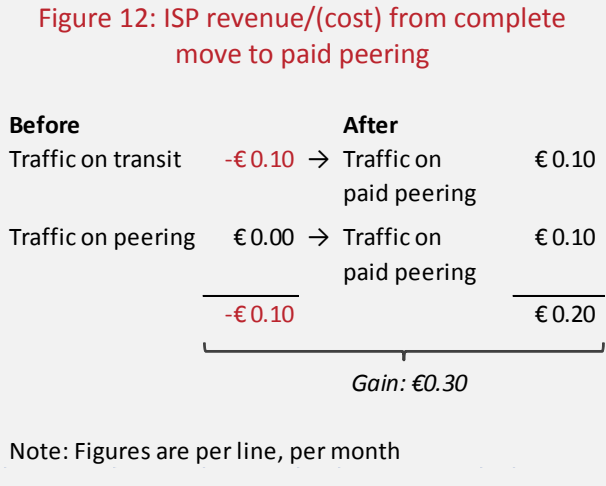 Figure 12: ISP revenue/(cost) from complete
move to paid peering
Before After
Traffic on transit -€ 0.10 → Traffic on € 0.10
paid peering
Traffic on peering € 0.00 → Traffic on € 0.10
paid peering
-€ 0.10 € 0.20
Gain: €0.30
Note: Figures are per line, per month